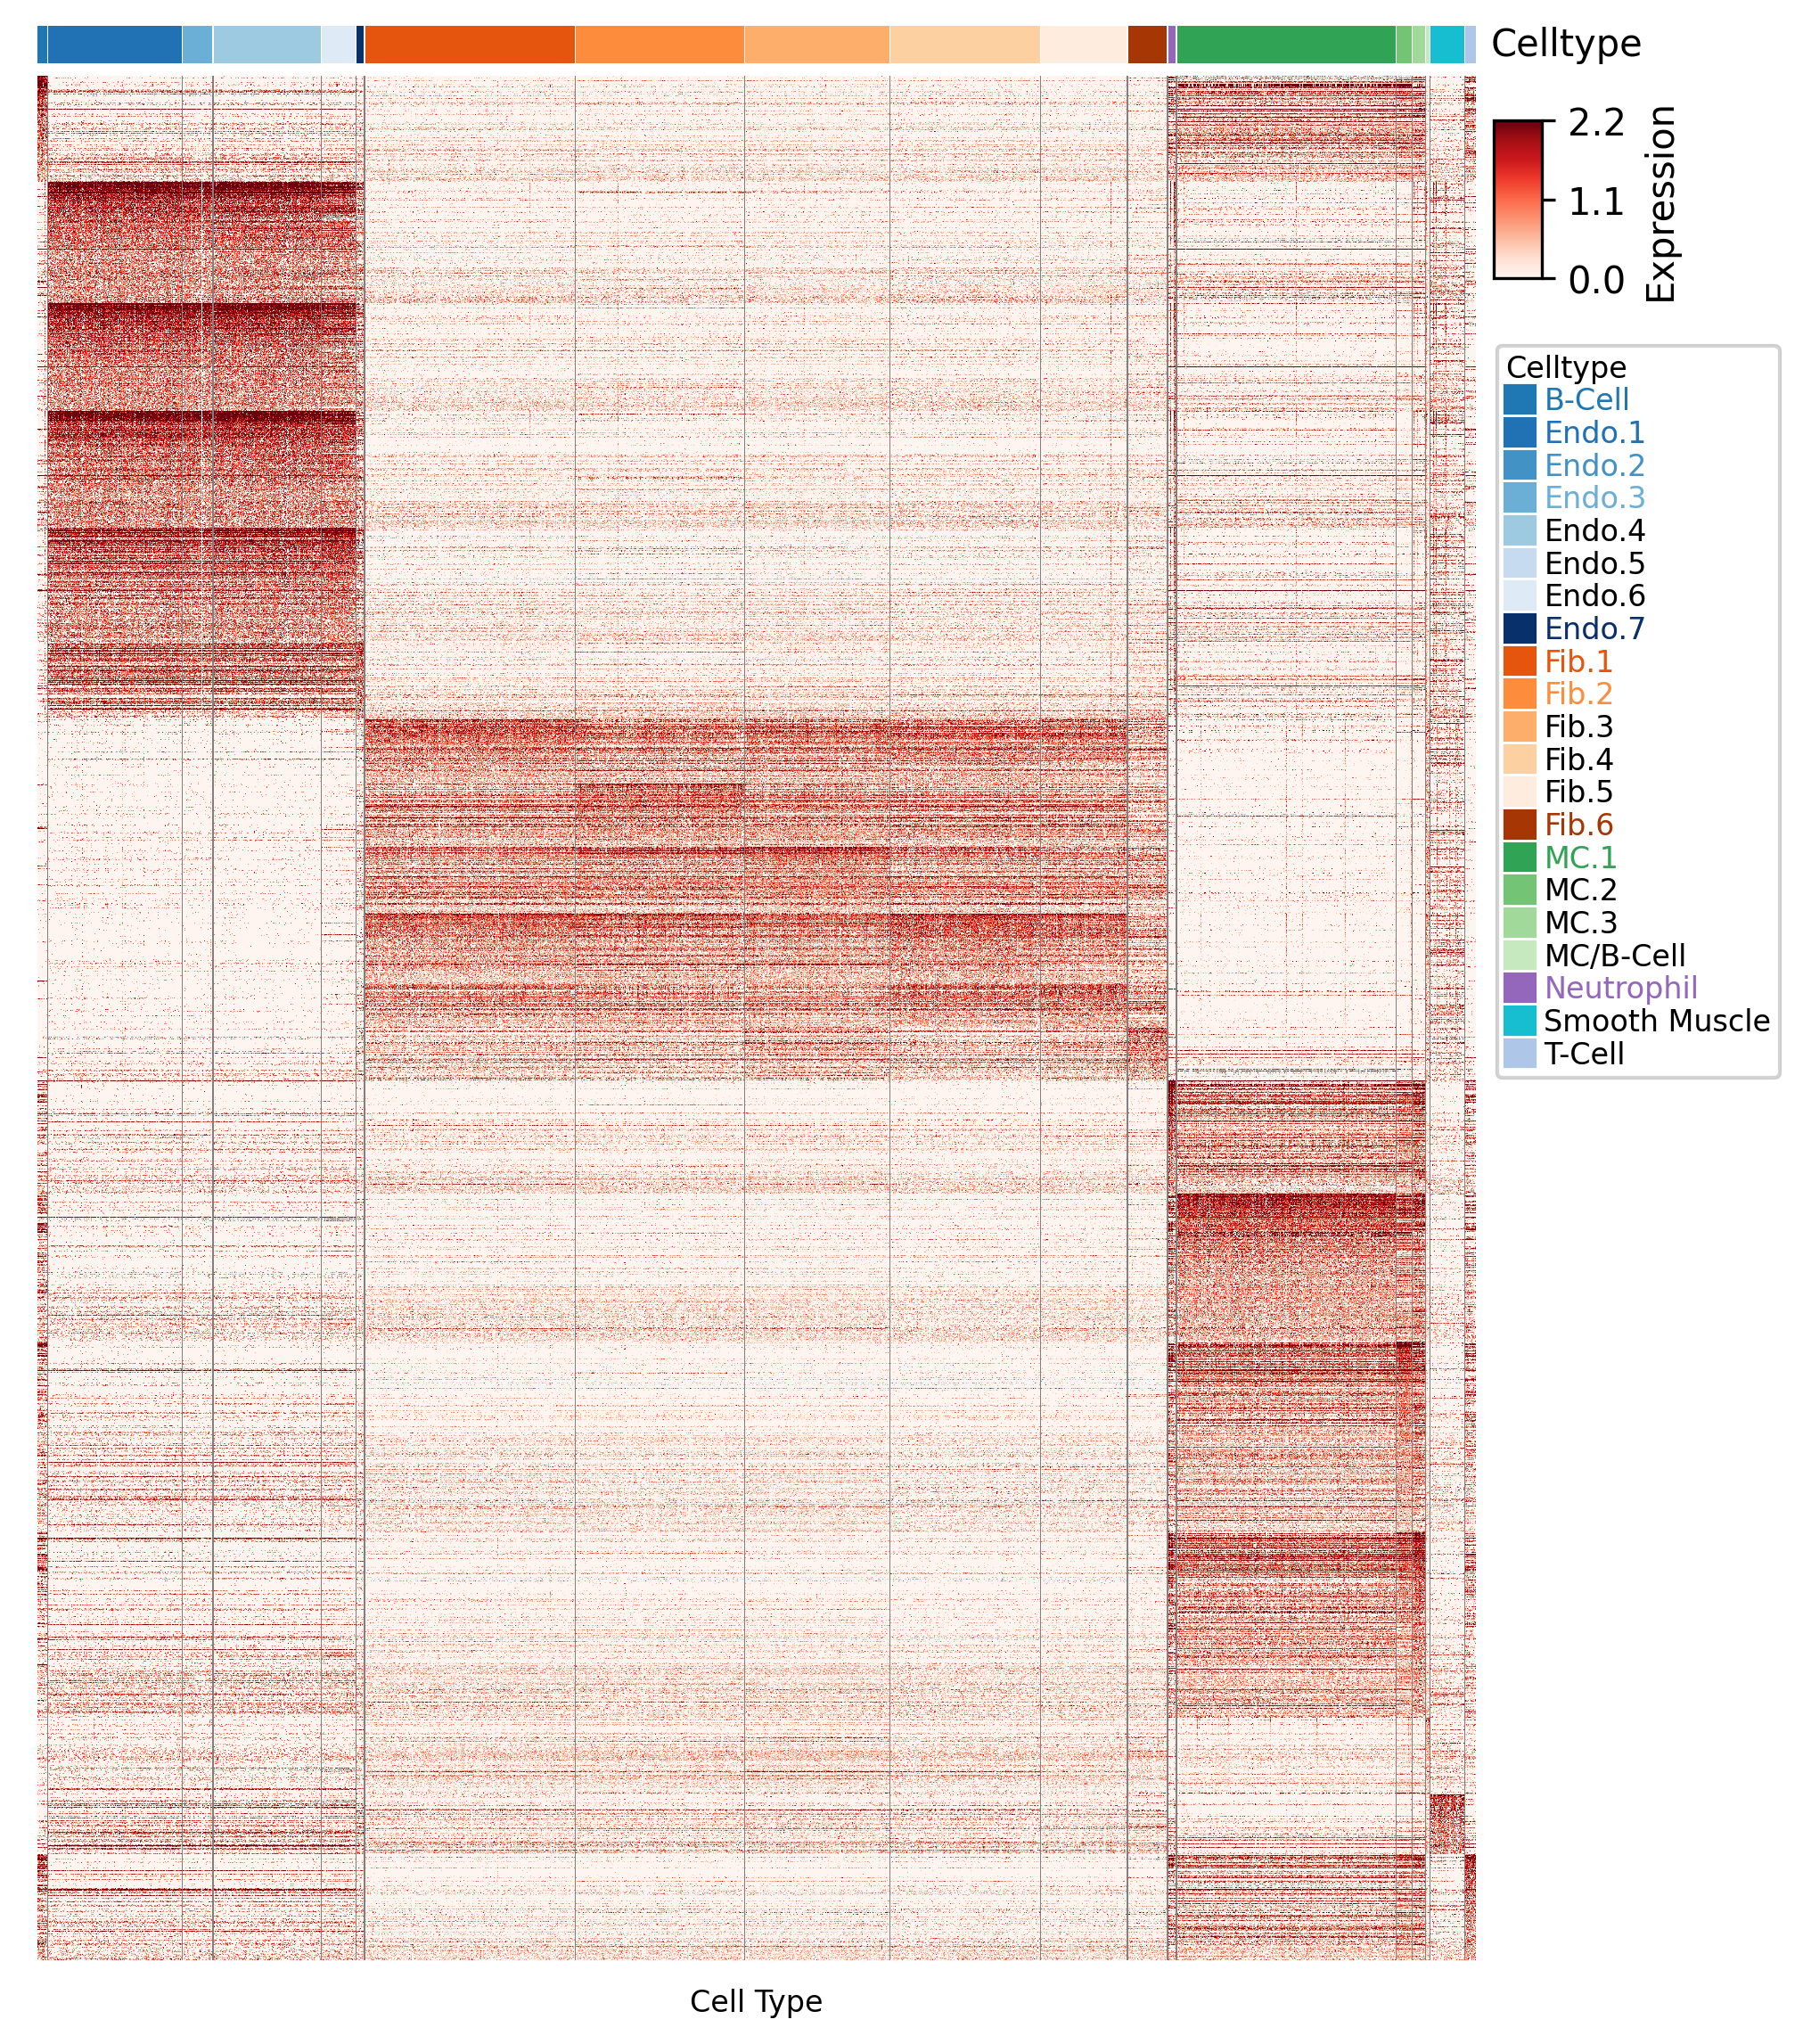 Celltype
2.2
1.1
0.0
Expression
Celltype
B-Cell
Endo.1
Endo.2
Endo.3
Endo.4
Endo.5
Endo.6
Endo.7
Fib.1
Fib.2
Fib.3
Fib.4
Fib.5
Fib.6
MC.1
MC.2
MC.3
MC/B-Cell
Neutrophil
Smooth Muscle
T-Cell
Cell Type